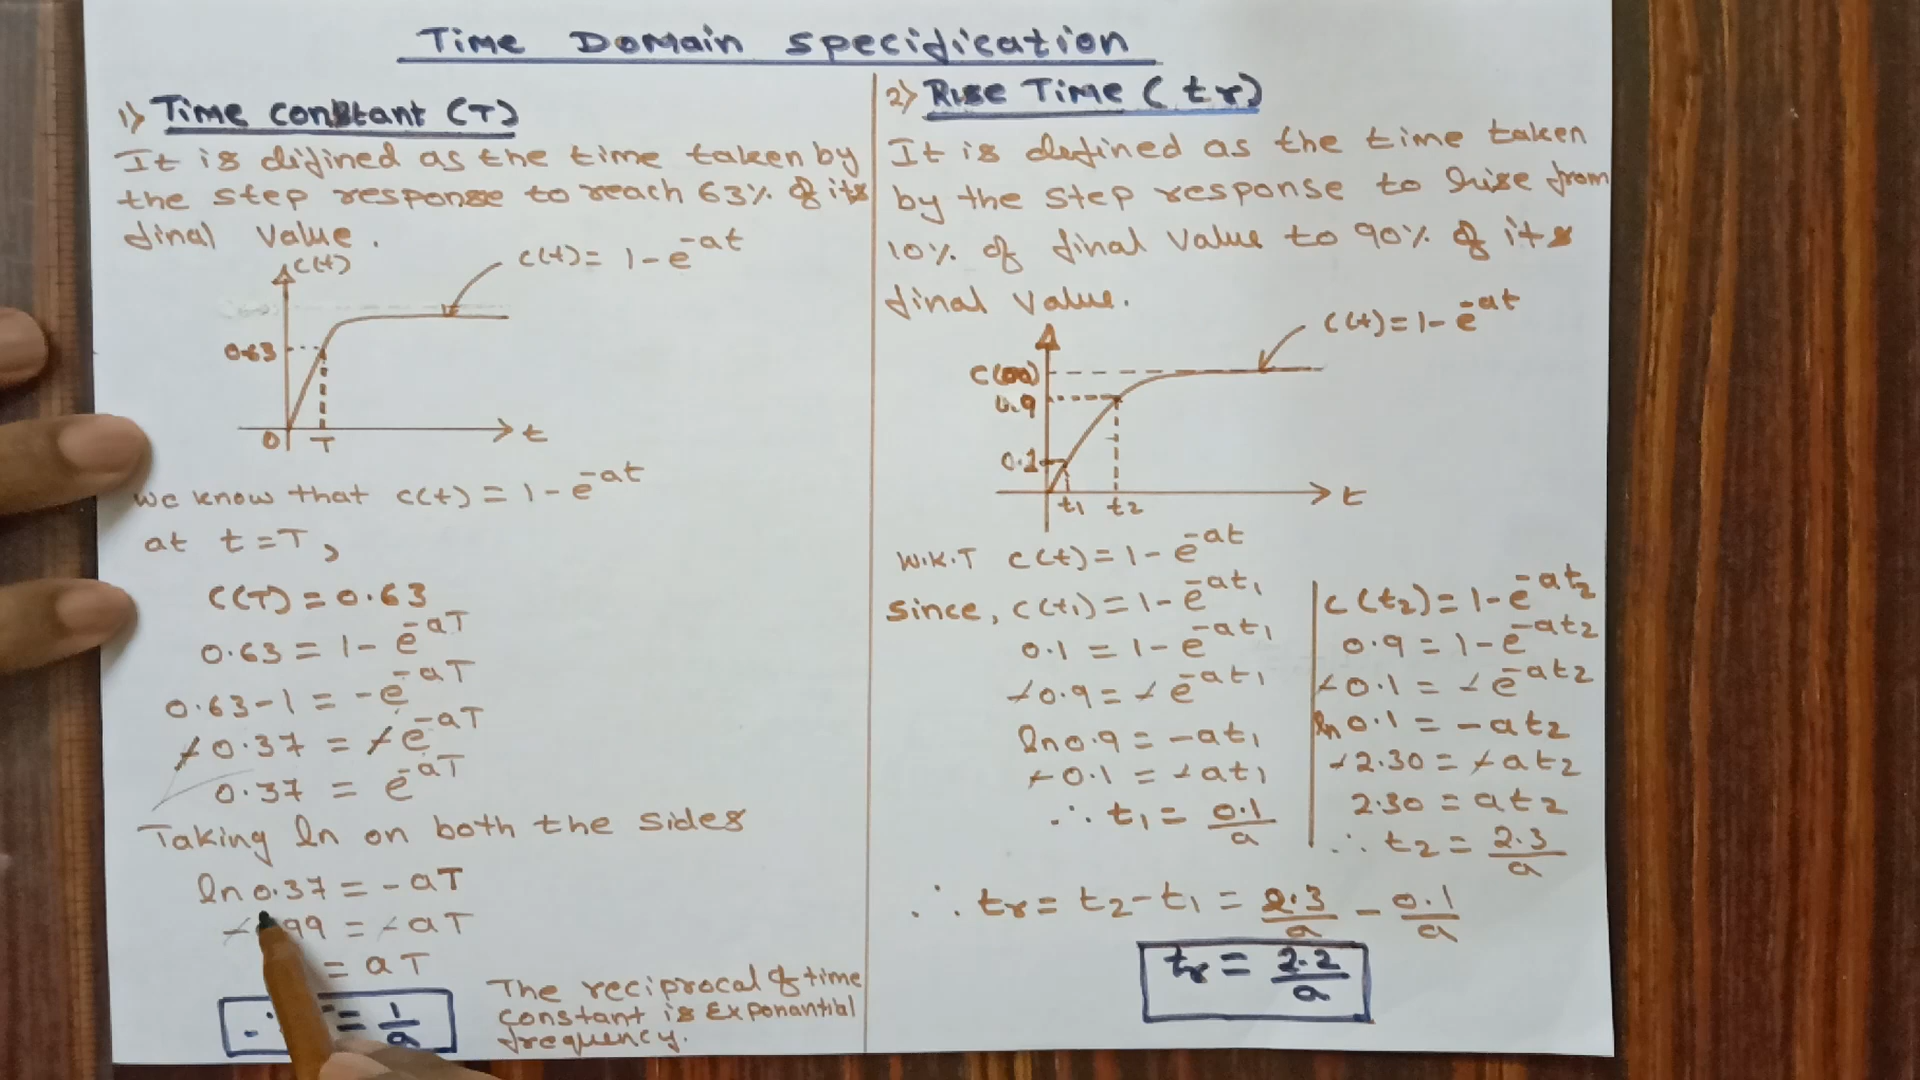 Time Domain Specification
1) Time constant (T)
It is difined as the time taken by
the step response to reach 63% of its
final value.
c(t)
c(t) = 1 - e^-at
0.63
0
T
t
we know that c(t) = 1 - e^-at
at t = T,
c(T) = 0.63
0.63 = 1 - e^-aT
0.63 - 1 = -e^-aT
-0.37 = -e^-aT
0.37 = e^-aT
Taking ln on both the sides
ln 0.37 = -aT
99 = -aT
= aT
= 1/a
The reciprocal of time
constant is Exponantial
frequency.
2) Rise Time (tr)
It is defined as the time taken
by the step response to rise from
10% of final value to 90% of its
final value.
c(t) = 1 - e^-at
C(∞)
0.9
0.1
t1 t2
t
W.K.T c(t) = 1 - e^-at
since, c(t1) = 1 - e^-at1
0.1 = 1 - e^-at1
-0.9 = -e^-at1
ln 0.9 = -at1
-0.1 = -at1
∴ t1 = 0.1/a
c(t2) = 1 - e^-at2
0.9 = 1 - e^-at2
-0.1 = -e^-at2
ln 0.1 = -at2
-2.30 = -at2
2.30 = at2
∴ t2 = 2.3/a
∴ tr = t2 - t1 = 2.3/a - 0.1/a
tr = 2.2/a